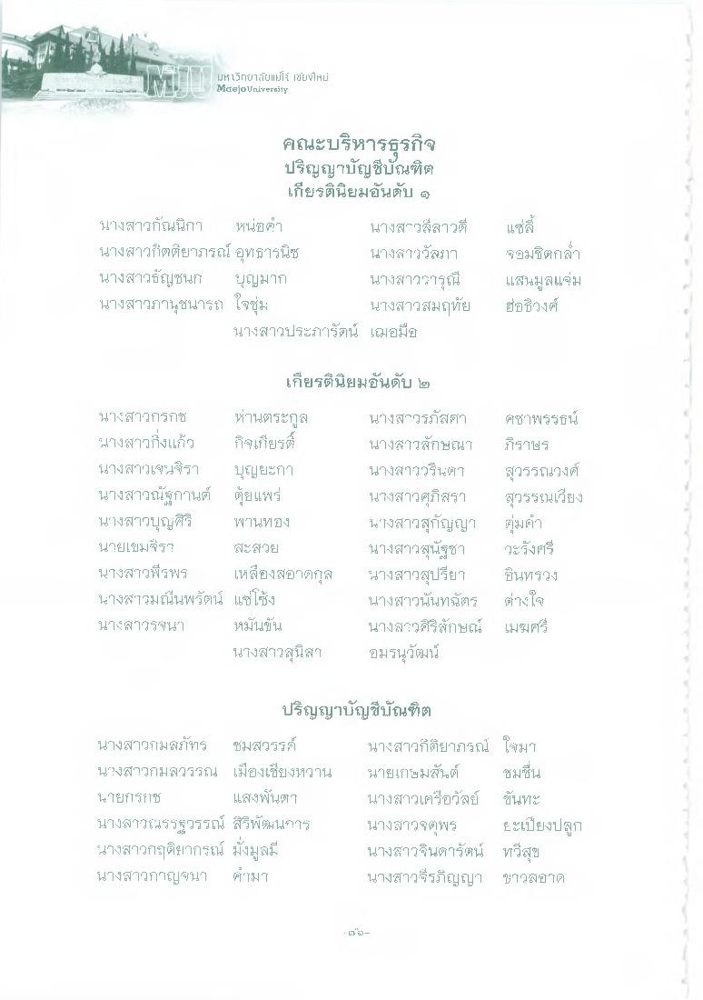 MJU มหาวิทยาลัยแม่โจ้ เชียงใหม่
Maejo University
คณะบริหารธุรกิจ
ปริญญาบัญชีบัณฑิต
เกียรตินิยมอันดับ ๑
นางสาวกัณนิกา หน่อคำ นางสาวสีลาวดี แซ่ลี้
นางสาวกิตติยาภรณ์ อุทธารนิช นางสาววัลภา จอมชิตกล่ำ
นางสาวธัญชนก บุญมาก นางสาววารุณี แสนมูลแจ่ม
นางสาวภานุชนารถ ใจชุ่ม นางสาวสมฤทัย ฮ่อธิวงศ์
นางสาวประภารัตน์ เฌอมือ
เกียรตินิยมอันดับ ๒
นางสาวกรกช ห่านตระกูล นางสาวรภัสศา คชาพรรธน์
นางสาวกิ่งแก้ว กิจเกียรติ์ นางสาวลักษณา ภิราษร
นางสาวเจนจิรา บุญยะกา นางสาววรินดา สุวรรณวงศ์
นางสาวณัฐกานต์ ตุ้ยแพร่ นางสาวศุภิสรา สุวรรณเวียง
นางสาวบุญศิริ พานทอง นางสาวสุกัญญา ตุ่มคำ
นายเขมจิรา สะสวย นางสาวสุนัฐชา วะรังศรี
นางสาวพีรพร เหลืองสอาดกุล นางสาวสุปรียา อินทรวง
นางสาวมณีนพรัตน์ แซ่โซ้ง นางสาวนันทฉัตร ต่างใจ
นางสาวรจนา หมันขัน นางสาวศิริลักษณ์ เมฆศรี
นางสาวสุนิสา อมรนุวัฒน์
ปริญญาบัญชีบัณฑิต
นางสาวกมลภัทร ชมสวรรค์ นางสาวกีติยาภรณ์ ใจมา
นางสาวกมลวรรณ เมืองเชียงหวาน นายเกษมสันต์ ชมชื่น
นายกรกช แสงพันตา นางสาวเครือวัลย์ ขันทะ
นางสาวณรรฐวรรณ์ สิริพัฒนการ นางสาวจตุพร ยะเปียงปลูก
นางสาวกฤติยากรณ์ มั่งมูลมี นางสาวจินดารัตน์ ทวีสุข
นางสาวกาญจนา คำมา นางสาวจีรภิญญา ขาวสอาด
-๗๖-